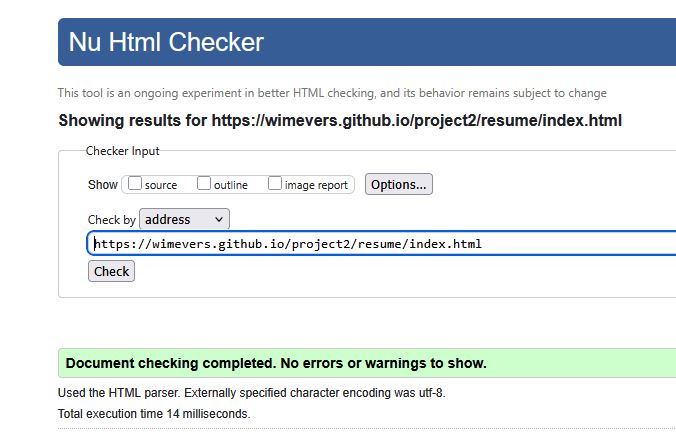 Nu Html Checker
This tool is an ongoing experiment in better HTML checking, and its behavior remains subject to change
Showing results for https://wimevers.github.io/project2/resume/index.html
Checker Input
Show source outline image report Options...
Check by address
https://wimevers.github.io/project2/resume/index.html
Check
Document checking completed. No errors or warnings to show.
Used the HTML parser. Externally specified character encoding was utf-8.
Total execution time 14 milliseconds.